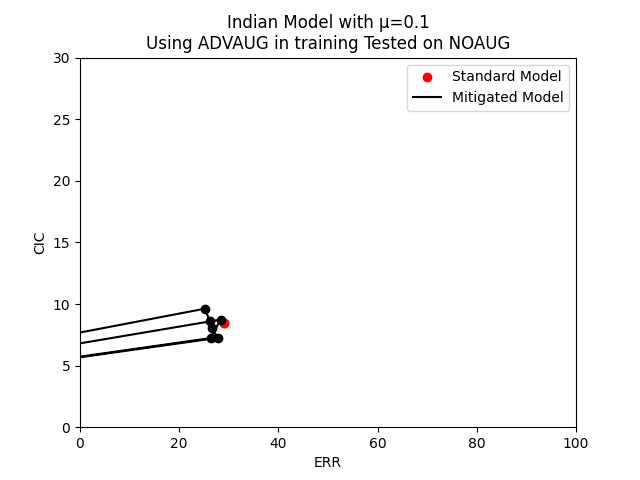 Indian Model with μ=0.1
Using ADVAUG in training Tested on NOAUG
Standard Model
Mitigated Model
30
25
20
15
10
5
0
CIC
0 20 40 60 80 100
ERR